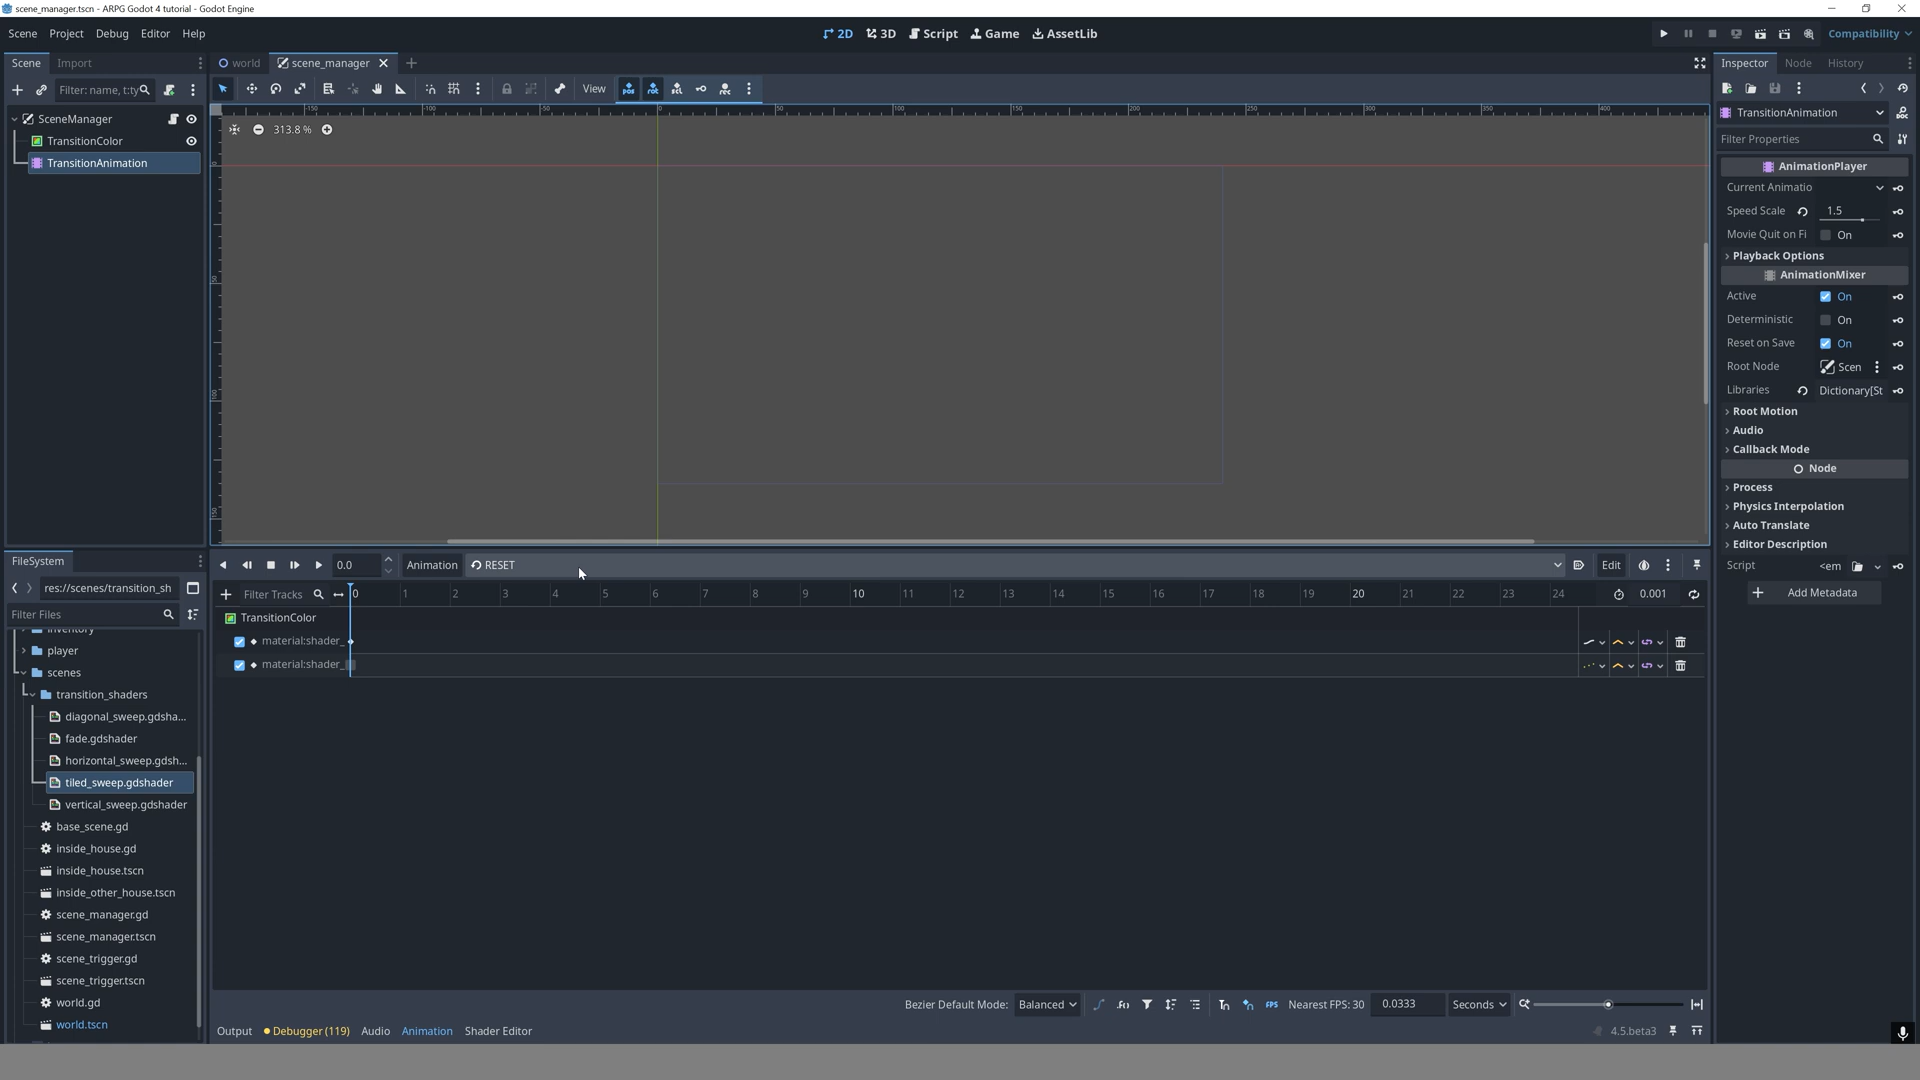 scene_manager.tscn - ARPG Godot 4 tutorial - Godot Engine
Scene Project Debug Editor Help
2D 3D Script Game AssetLib
Compatibility
Scene Import
world scene_manager
Inspector Node History
Filter: name, t:ty
View
SceneManager
TransitionColor
TransitionAnimation
313.8 %
TransitionAnimation
Filter Properties
AnimationPlayer
Current Animatio
Speed Scale 1.5
Movie Quit on Fi On
Playback Options
AnimationMixer
Active On
Deterministic On
Reset on Save On
Root Node Scen
Libraries Dictionary[St
Root Motion
Audio
Callback Mode
Node
Process
Physics Interpolation
Auto Translate
Editor Description
Script <em
Add Metadata
FileSystem
res://scenes/transition_sh
Filter Files
inventory
player
scenes
transition_shaders
diagonal_sweep.gdsha...
fade.gdshader
horizontal_sweep.gdsh...
tiled_sweep.gdshader
vertical_sweep.gdshader
base_scene.gd
inside_house.gd
inside_house.tscn
inside_other_house.tscn
scene_manager.gd
scene_manager.tscn
scene_trigger.gd
scene_trigger.tscn
world.gd
world.tscn
0.0 Animation RESET Edit
Filter Tracks 0 1 2 3 4 5 6 7 8 9 10 11 12 13 14 15 16 17 18 19 20 21 22 23 24 0.001
TransitionColor
material:shader_
material:shader_
Bezier Default Mode: Balanced FPS Nearest FPS: 30 0.0333 Seconds
Output Debugger (119) Audio Animation Shader Editor 4.5.beta3